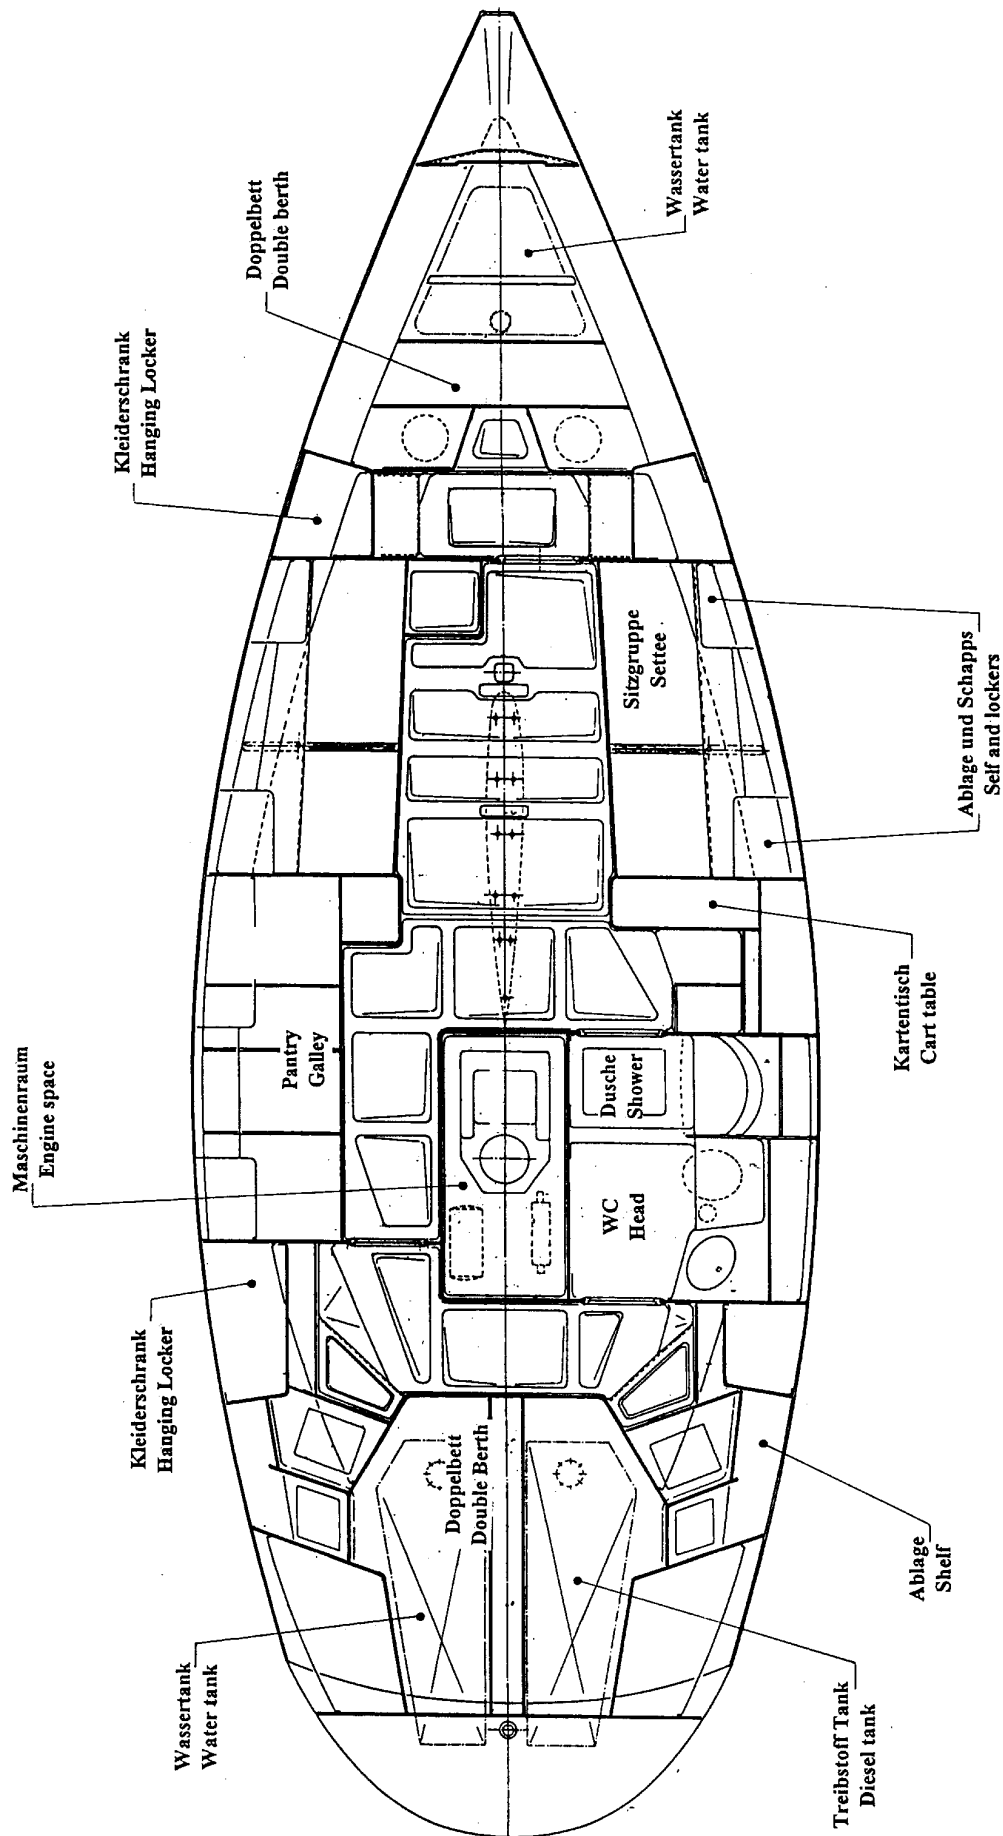 Wassertank
Water tank
Kleiderschrank
Hanging Locker
Maschinenraum
Engine space
Kleiderschrank
Hanging Locker
Doppelbett
Double berth
Wassertank
Water tank
Pantry
Galley
Doppelbett
Double Berth
WC
Head
Dusche
Shower
Sitzgruppe
Settee
Treibstoff Tank
Diesel tank
Ablage
Shelf
Kartentisch
Cart table
Ablage und Schapps
Self and lockers